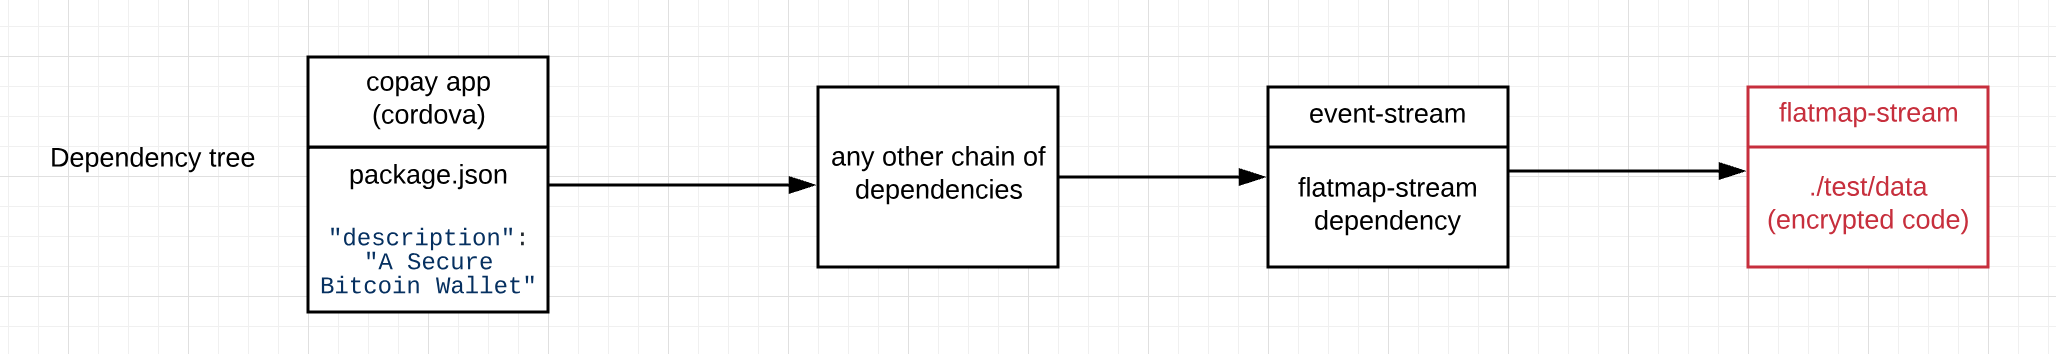 Dependency tree
copay app
(cordova)
package.json
"description":
"A Secure
Bitcoin Wallet"
any other chain of
dependencies
event-stream
flatmap-stream
dependency
flatmap-stream
./test/data
(encrypted code)